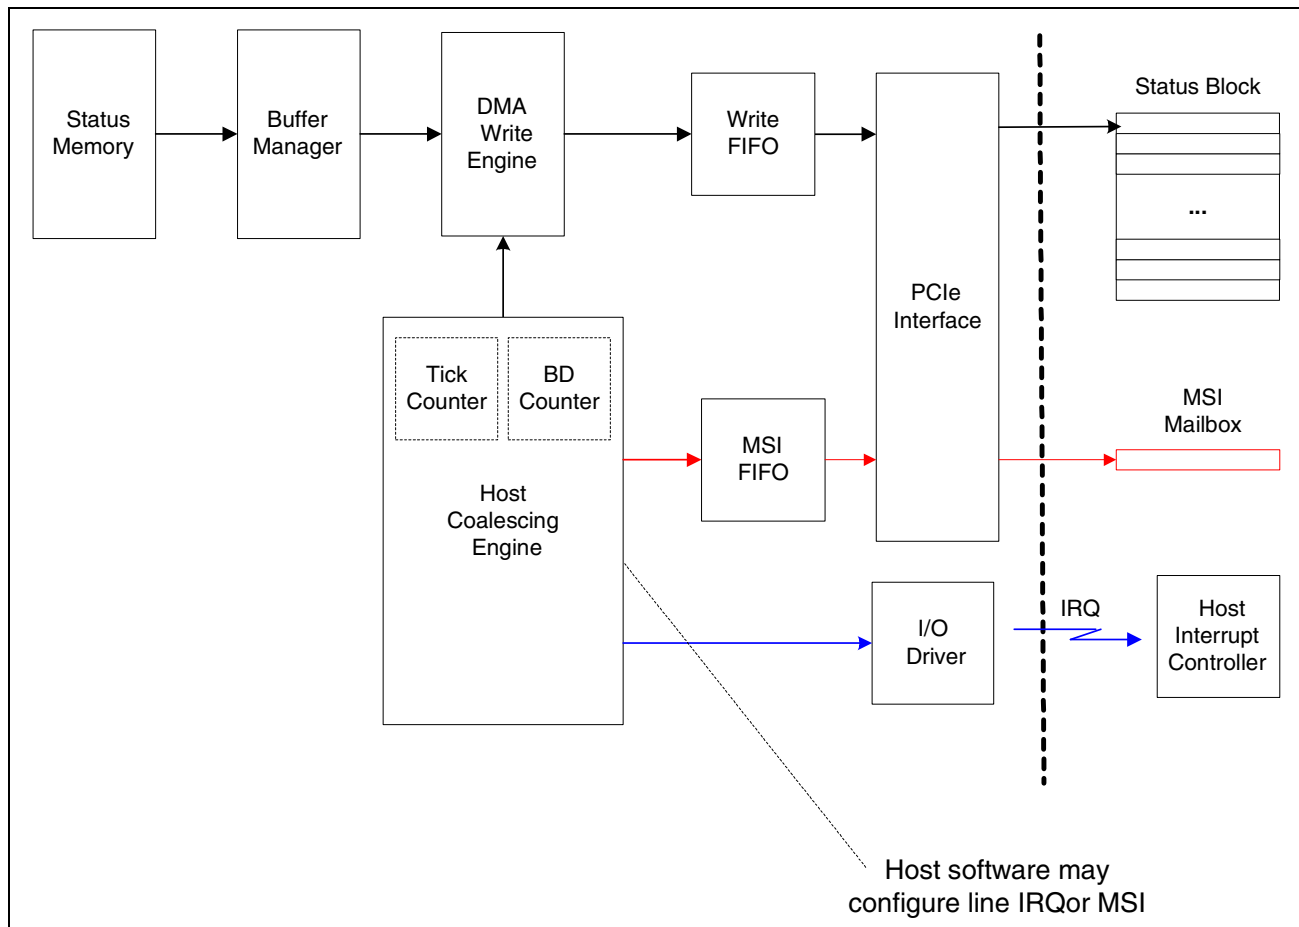 Status
Memory
Buffer
Manager
DMA
Write
Engine
Write
FIFO
PCIe
Interface
Status Block
...
Tick
Counter
BD
Counter
Host
Coalescing
Engine
MSI
FIFO
MSI
Mailbox
I/O
Driver
IRQ
Host
Interrupt
Controller
Host software may
configure line IRQor MSI